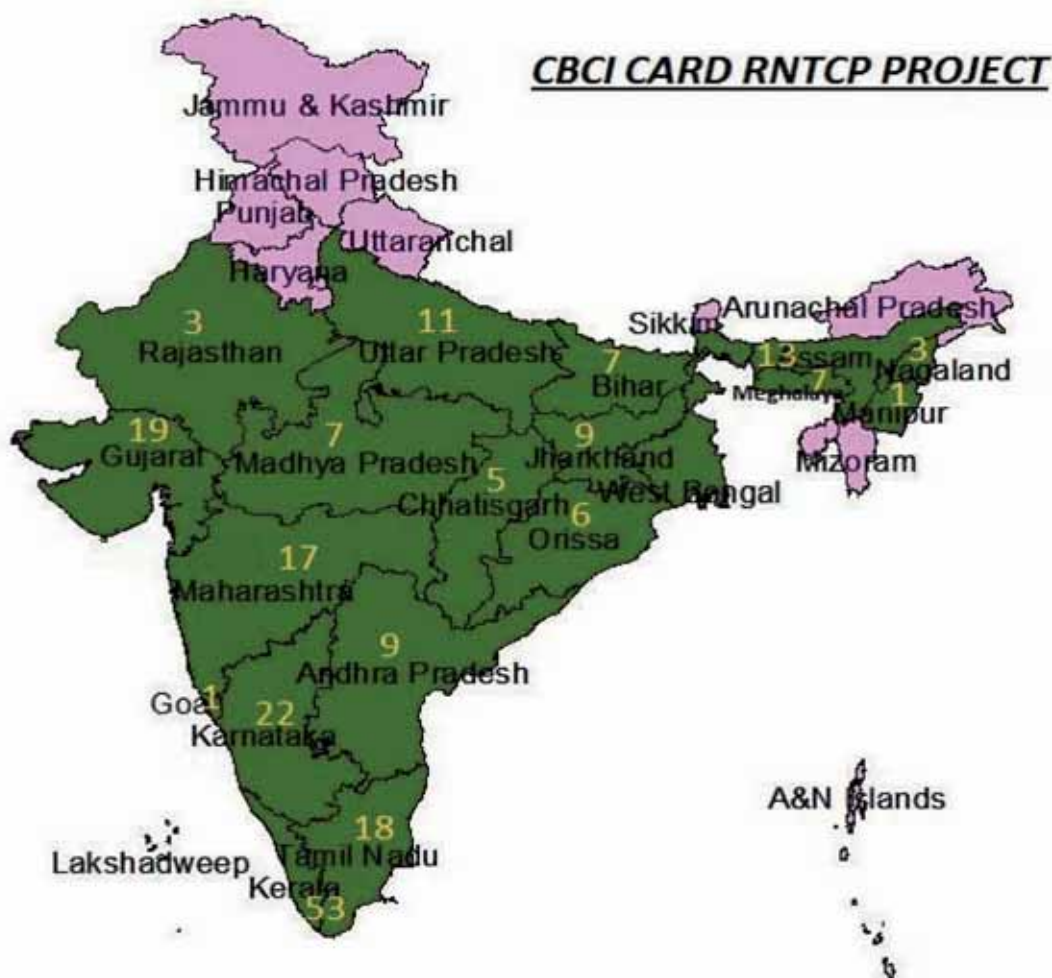 CBCI CARD RNTCP PROJECT
Jammu & Kashmir
Himachal Pradesh
Punjab
Uttaranchal
Haryana
Arunachal Pradesh
Sikkim
3
Rajasthan
11
Uttar Pradesh
7
Bihar
13
Assam
3
Nagaland
7
Meghalaya
1
Manipur
Mizoram
19
Gujarat
7
Madhya Pradesh
9
Jharkhand
5
Chhatisgarh
West Bangal
6
Orissa
17
Maharashtra
9
Andhra Pradesh
Goa 1
22
Karnataka
A&N Islands
18
Tamil Nadu
Lakshadweep
Kerala
53